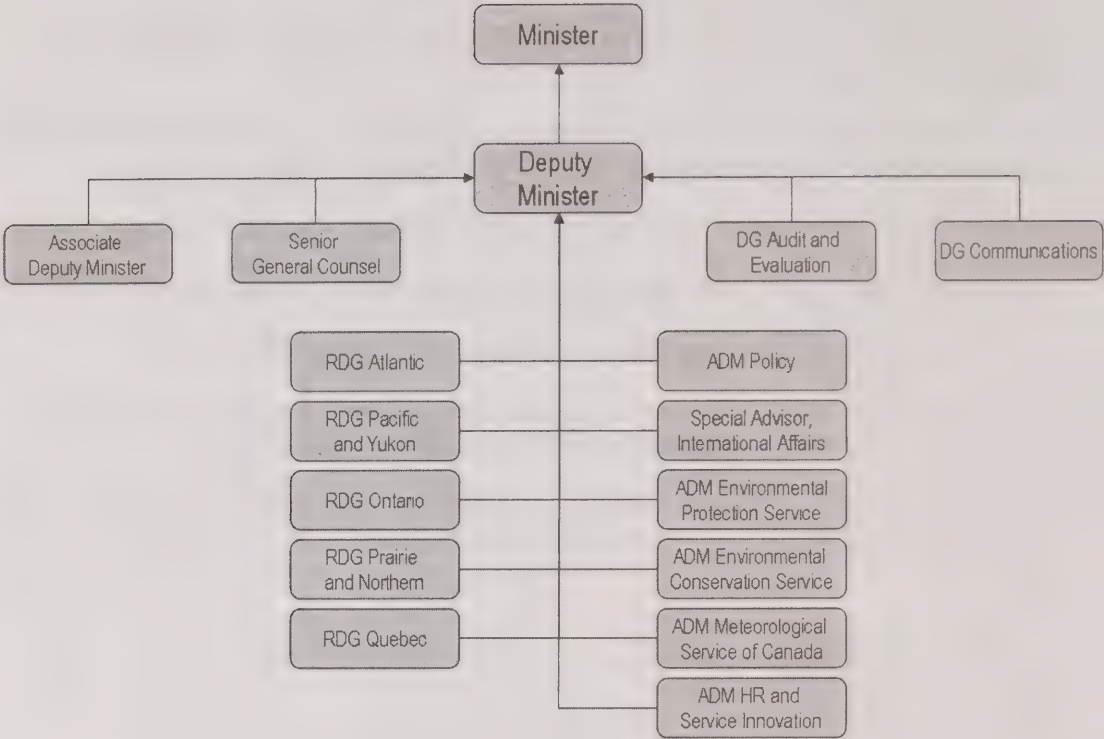 Minister
Deputy
Minister
Associate
Deputy Minister
Senior
General Counsel
DG Audit and
Evaluation
DG Communications
RDG Atlantic
ADM Policy
RDG Pacific
and Yukon
Special Advisor,
International Affairs
RDG Ontario
ADM Environmental
Protection Service
RDG Prairie
and Northern
ADM Environmental
Conservation Service
RDG Quebec
ADM Meteorological
Service of Canada
ADM HR and
Service Innovation